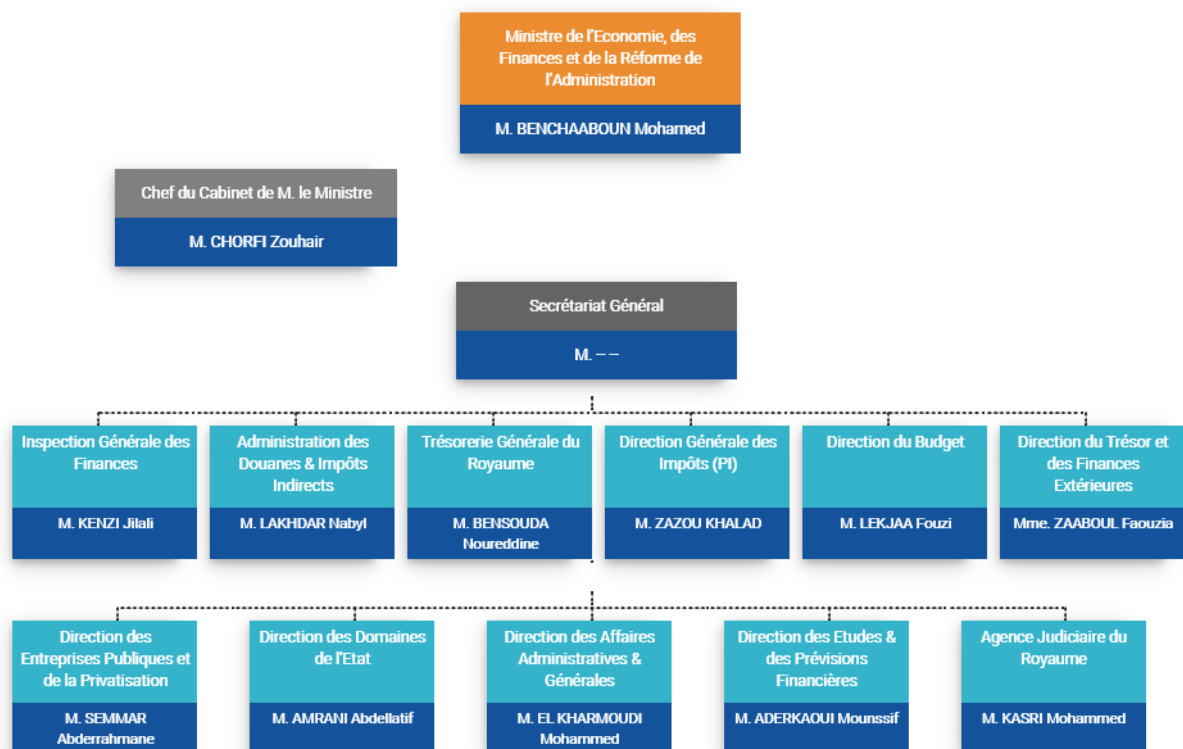 Ministre de l'Economie, des
Finances et de la Réforme de
l'Administration
M. BENCHAABOUN Mohamed
Chef du Cabinet de M. le Ministre
M. CHORFI Zouhair
Secrétariat Général
M. – –
Inspection Générale des
Finances
M. KENZI Jilali
Administration des
Douanes & Impôts
Indirects
M. LAKHDAR Nabyl
Trésorerie Générale du
Royaume
M. BENSOUDA
Noureddine
Direction Générale des
Impôts (PI)
M. ZAZOU KHALAD
Direction du Budget
M. LEKJAA Fouzi
Direction du Trésor et
des Finances
Extérieures
Mme. ZAABOUL Faouzia
Direction des
Entreprises Publiques et
de la Privatisation
M. SEMMAR
Abderrahmane
Direction des Domaines
de l'Etat
M. AMRANI Abdellatif
Direction des Affaires
Administratives &
Générales
M. EL KHARMOUDI
Mohammed
Direction des Etudes &
des Prévisions
Financières
M. ADERKAOUI Mounssif
Agence Judiciaire du
Royaume
M. KASRI Mohammed